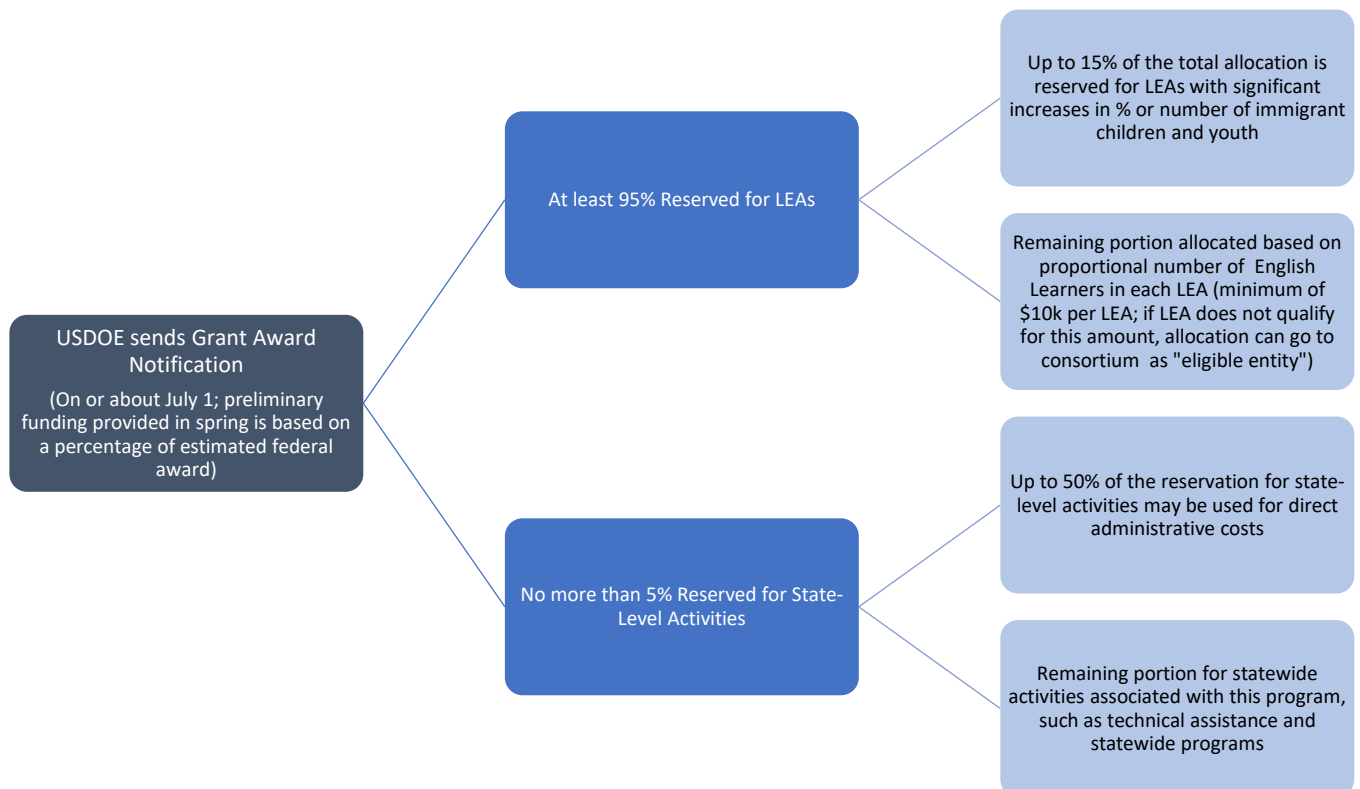 USDOE sends Grant Award
Notification
(On or about July 1; preliminary
funding provided in spring is based on
a percentage of estimated federal
award)
At least 95% Reserved for LEAs
Up to 15% of the total allocation is
reserved for LEAs with significant
increases in % or number of immigrant
children and youth
Remaining portion allocated based on
proportional number of English
Learners in each LEA (minimum of
$10k per LEA; if LEA does not qualify
for this amount, allocation can go to
consortium as "eligible entity")
No more than 5% Reserved for State-
Level Activities
Up to 50% of the reservation for state-
level activities may be used for direct
administrative costs
Remaining portion for statewide
activities associated with this program,
such as technical assistance and
statewide programs